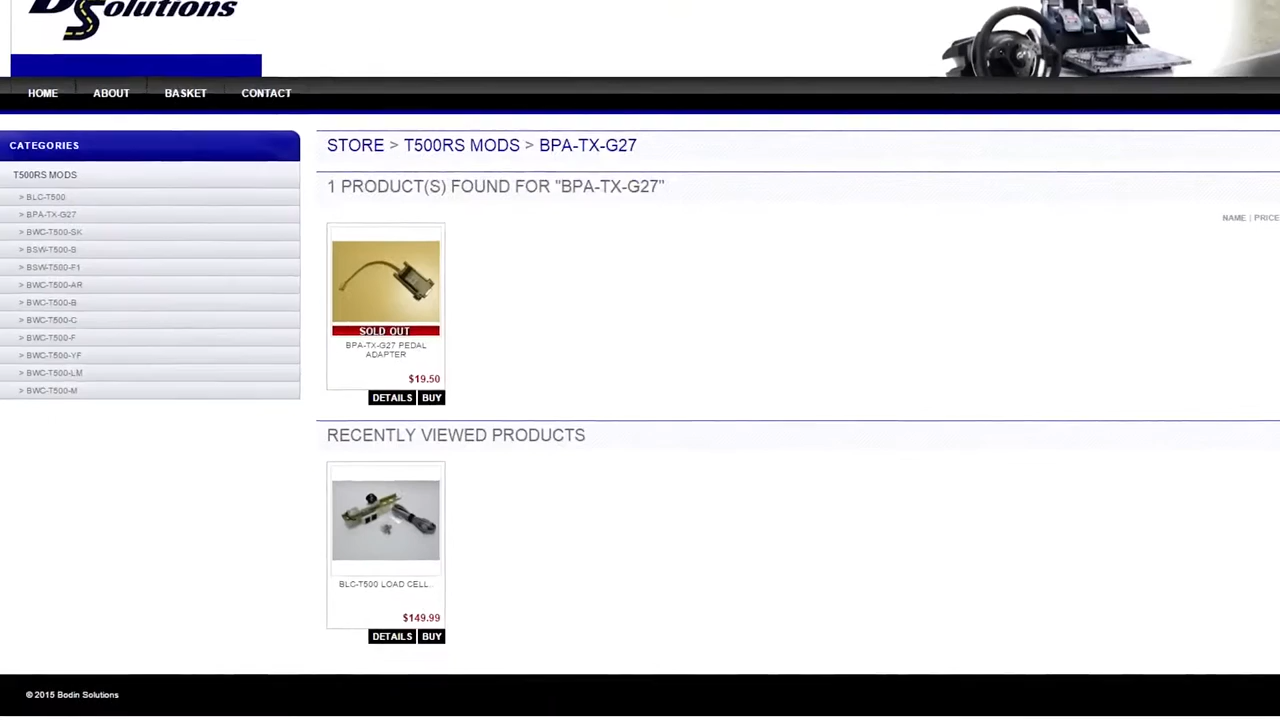 Solutions
HOME
ABOUT
BASKET
CONTACT
CATEGORIES
T500RS MODS
> BLC-T500
> BPA-TX-G27
> BWC-T500-SK
> BSW-T500-B
> BSW-T500-F1
> BWC-T500-AR
> BWC-T500-B
> BWC-T500-C
> BWC-T500-F
> BWC-T500-YF
> BWC-T500-LM
> BWC-T500-M
STORE > T500RS MODS > BPA-TX-G27
1 PRODUCT(S) FOUND FOR "BPA-TX-G27"
NAME | PRICE
SOLD OUT
BPA-TX-G27 PEDAL
ADAPTER
$19.50
DETAILS BUY
RECENTLY VIEWED PRODUCTS
BLC-T500 LOAD CELL..
$149.99
DETAILS BUY
© 2015 Bodin Solutions